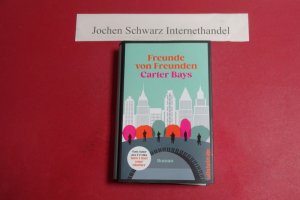 Jochen Schwarz Internethandel
Freunde
von Freunden
Carter Bays
Roman